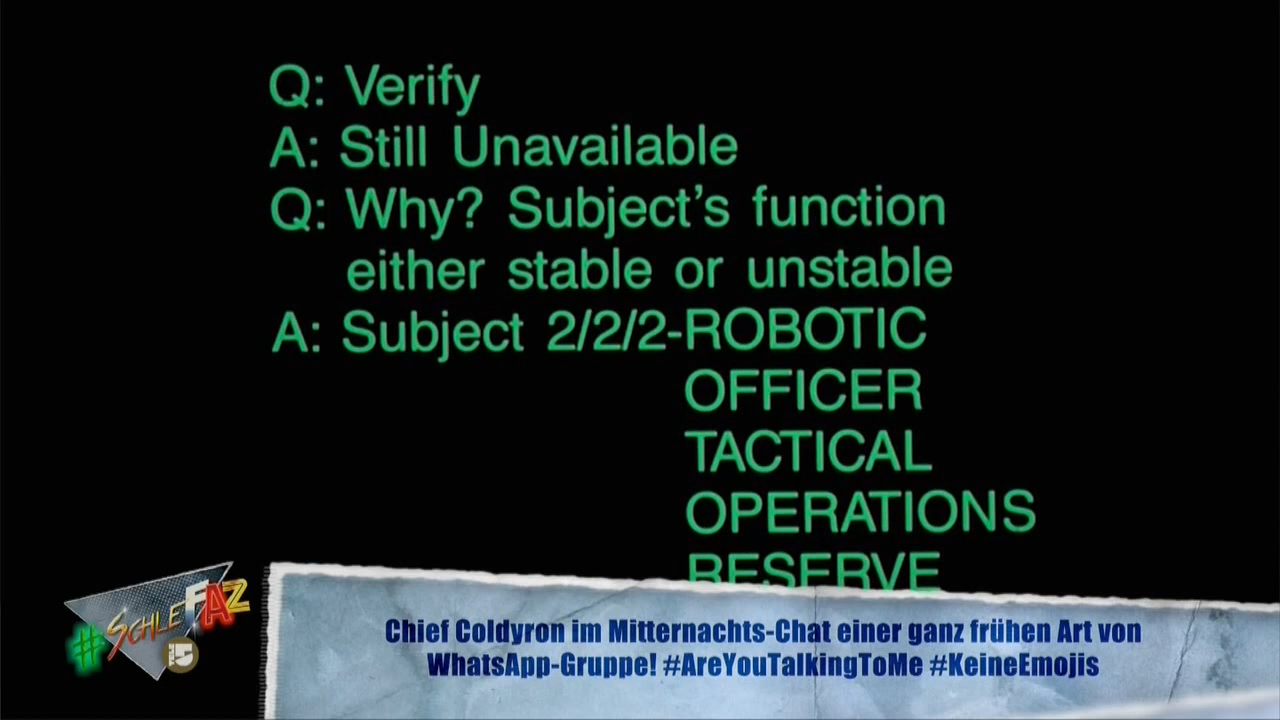 Q: Verify
A: Still Unavailable
Q: Why? Subject's function
either stable or unstable
A: Subject 2/2/2-ROBOTIC
OFFICER
TACTICAL
OPERATIONS
RESERVE
#SCHLEFAZ
Chief Coldyron im Mitternachts-Chat einer ganz frühen Art von
WhatsApp-Gruppe! #AreYouTalkingToMe #KeineEmojis